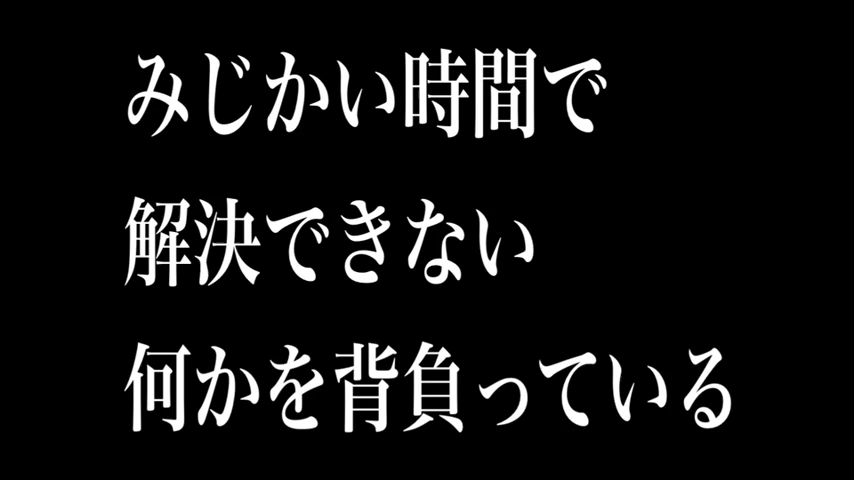 みじかい時間で
解決できない
何かを背負っている